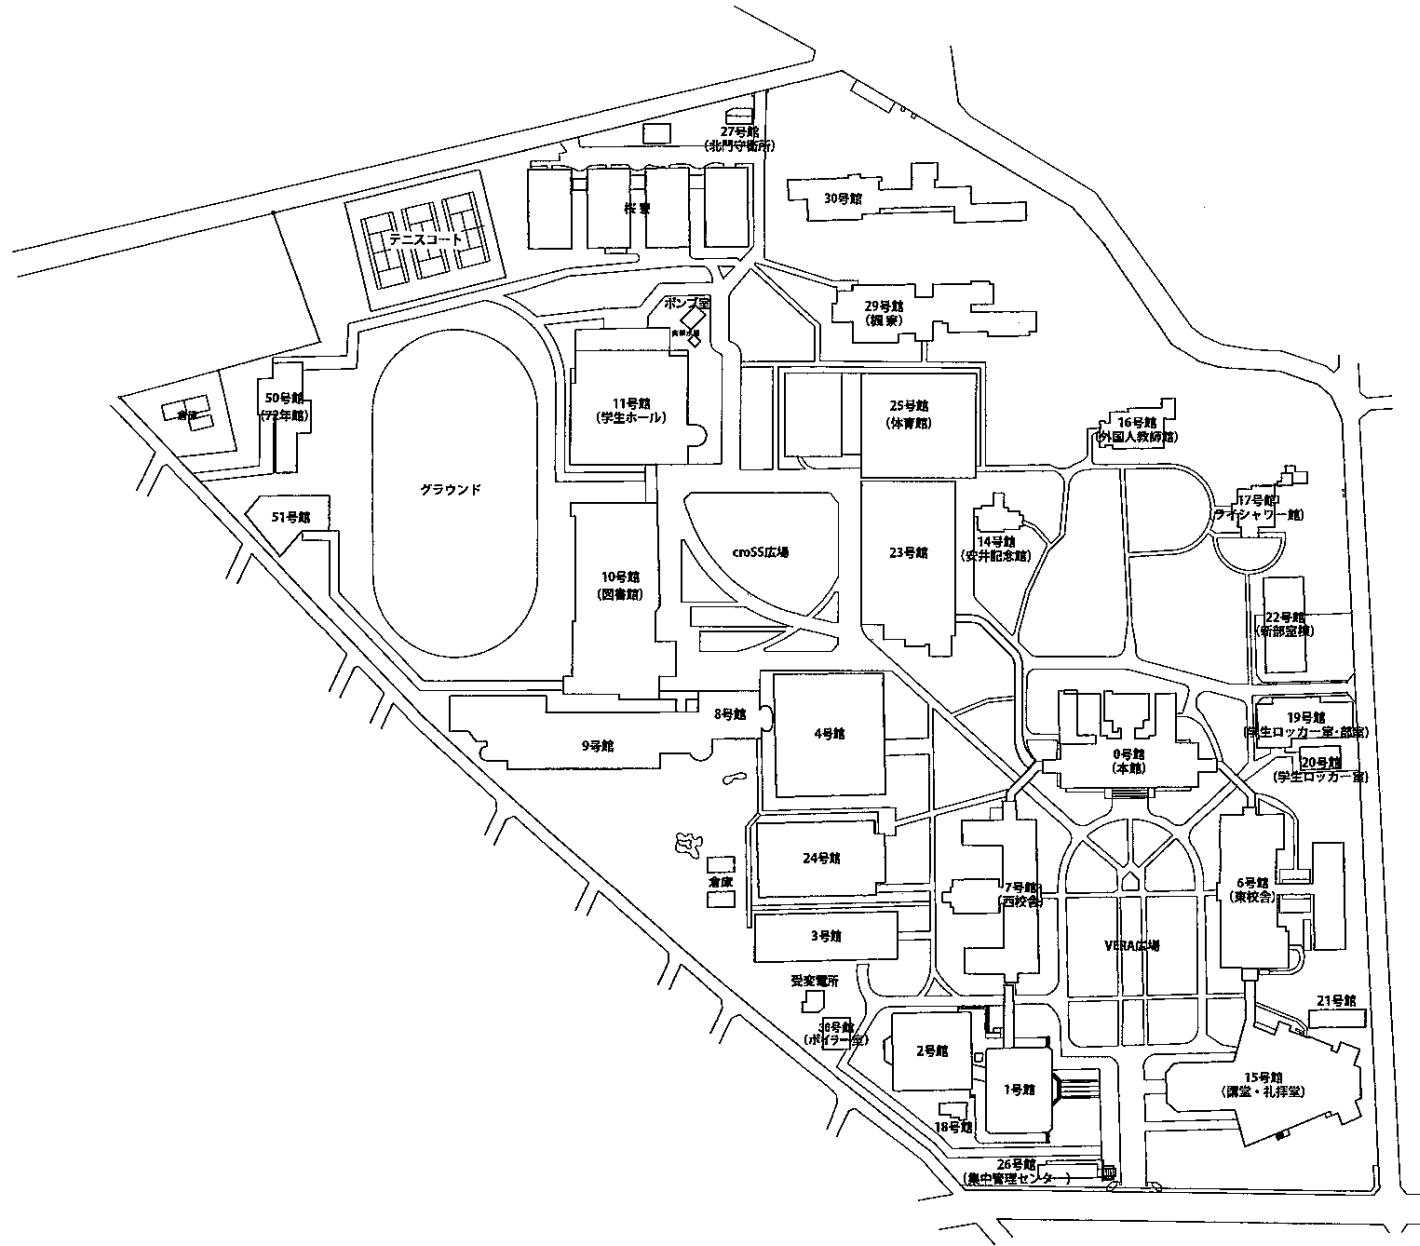 27号館
(北門守衛所)
桜寮
30号館
テニスコート
ポンプ室
29号館
(楓寮)
50号館
(72年館)
倉庫
11号館
(学生ホール)
25号館
(体育館)
16号館
(外国人教師館)
グラウンド
17号館
ライシャワー館)
51号館
croSS広場
23号館
14号館
(安井記念館)
10号館
(図書館)
22号館
(新部室棟)
8号館
9号館
4号館
19号館
(学生ロッカー室・部室)
0号館
(本館)
20号館
(学生ロッカー室)
24号館
倉庫
7号館
(西校舎)
6号館
(東校舎)
3号館
VERA広場
受変電所
21号館
(ボイラー室)
2号館
1号館
15号館
(講堂・礼拝堂)
18号館
26号館
(集中管理センター)